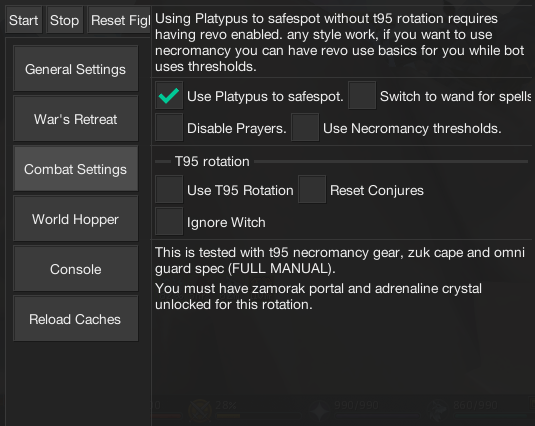 Start Stop Reset Figl
General Settings
War's Retreat
Combat Settings
World Hopper
Console
Reload Caches
Using Platypus to safespot without t95 rotation requires
having revo enabled. any style work, if you want to use
necromancy you can have revo use basics for you while bot
uses thresholds.
Use Platypus to safespot. Switch to wand for spells
Disable Prayers. Use Necromancy thresholds.
T95 rotation
Use T95 Rotation Reset Conjures
Ignore Witch
This is tested with t95 necromancy gear, zuk cape and omni
guard spec (FULL MANUAL).
You must have zamorak portal and adrenaline crystal
unlocked for this rotation.
28%
990/990